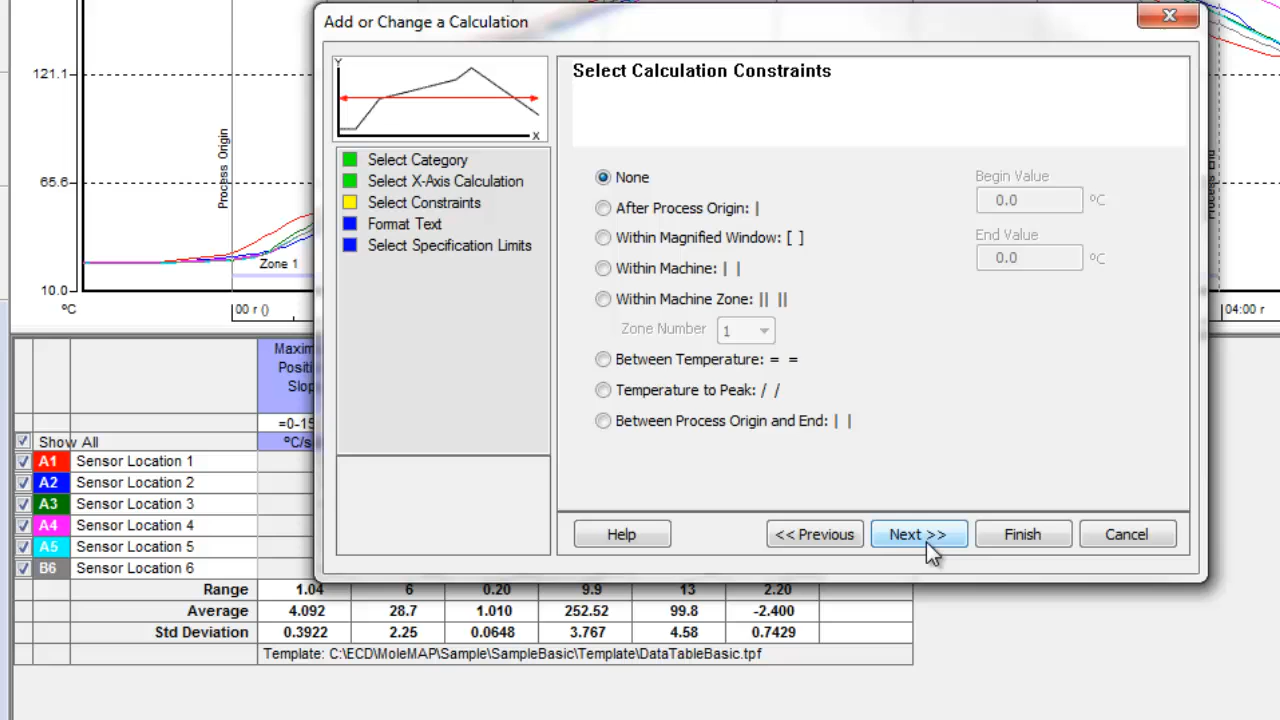 Add or Change a Calculation
Select Calculation Constraints
Y
X
Select Category
Select X-Axis Calculation
Select Constraints
Format Text
Select Specification Limits
None
After Process Origin: |
Within Magnified Window: [ ]
Within Machine: | |
Within Machine Zone: || ||
Zone Number 1
Between Temperature: = =
Temperature to Peak: / /
Between Process Origin and End: | |
Begin Value
0.0 ºC
End Value
0.0 ºC
Help
<< Previous
Next >>
Finish
Cancel
121.1
65.6
10.0
ºC
Process Origin
Zone 1
00 r ()
Process End
04:00 r
Slop
=0-15
ºC/s
Show All
A1 Sensor Location 1
A2 Sensor Location 2
A3 Sensor Location 3
A4 Sensor Location 4
A5 Sensor Location 5
B6 Sensor Location 6
Range 1.04 6 0.20 9.9 13 2.20
Average 4.092 28.7 1.010 252.52 99.8 -2.400
Std Deviation 0.3922 2.25 0.0648 3.767 4.58 0.7429
Template: C:\ECD\MoleMAP\Sample\SampleBasic\Template\DataTableBasic.tpf